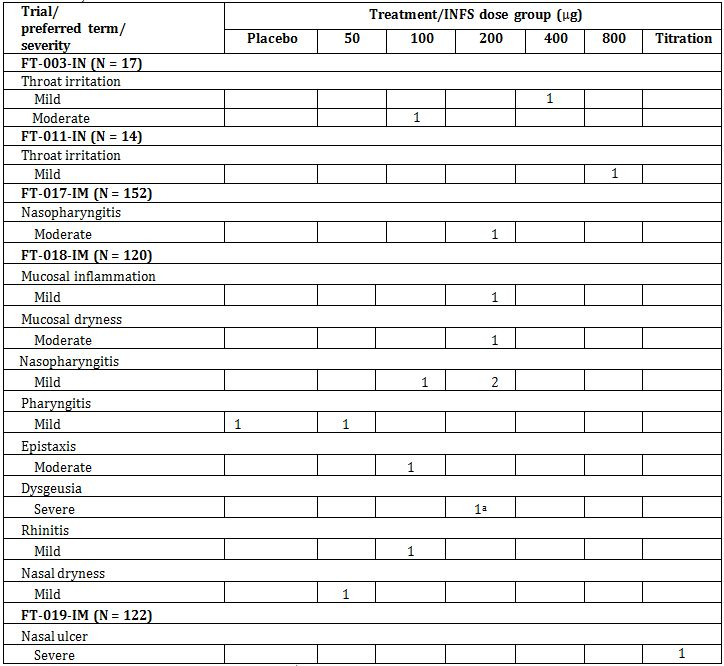 Trial/
preferred term/
severity
Treatment/INFS dose group (μg)
Placebo 50 100 200 400 800 Titration
FT-003-IN (N = 17)
Throat irritation
Mild 1
Moderate 1
FT-011-IN (N = 14)
Throat irritation
Mild 1
FT-017-IM (N = 152)
Nasopharyngitis
Moderate 1
FT-018-IM (N = 120)
Mucosal inflammation
Mild 1
Mucosal dryness
Moderate 1
Nasopharyngitis
Mild 1 2
Pharyngitis
Mild 1 1
Epistaxis
Moderate 1
Dysgeusia
Severe 1ᵃ
Rhinitis
Mild 1
Nasal dryness
Mild 1
FT-019-IM (N = 122)
Nasal ulcer
Severe 1